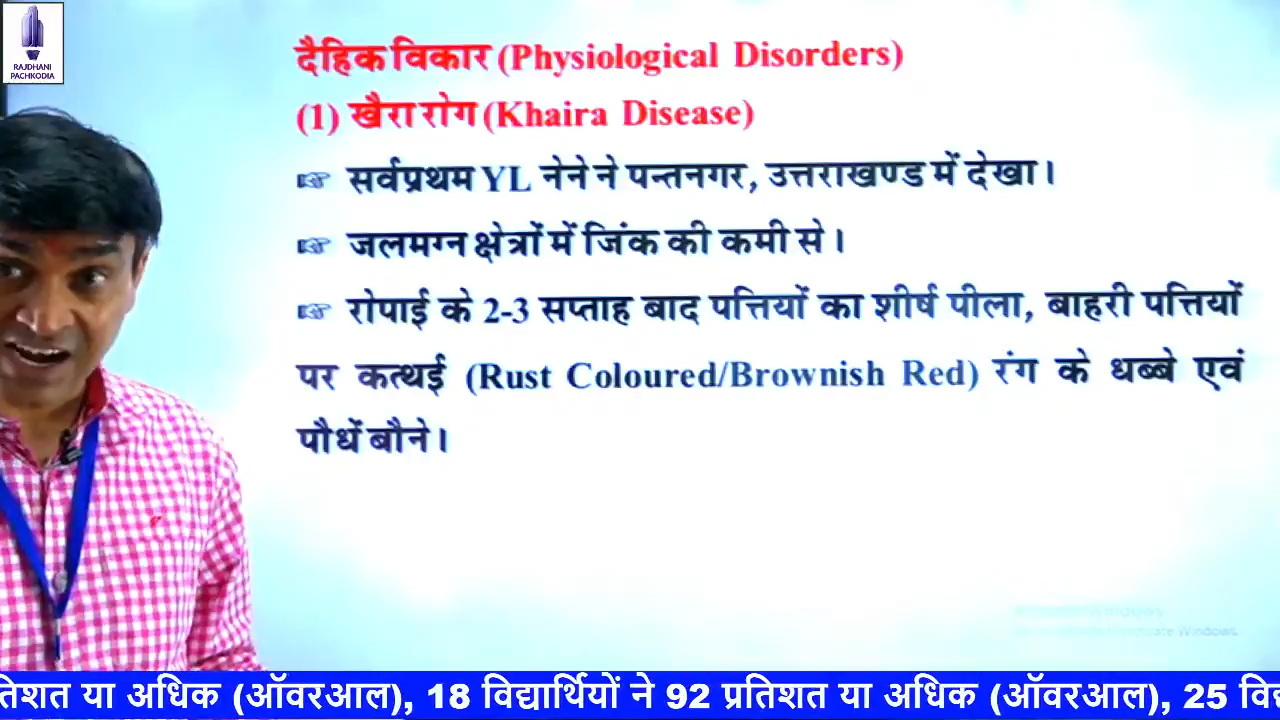 RAJDHANI
PACHKODIA
दैहिक विकार (Physiological Disorders)
(1) खैरा रोग (Khaira Disease)
☞ सर्वप्रथम YL नेने ने पन्तनगर, उत्तराखण्ड में देखा।
☞ जलमग्न क्षेत्रों में जिंक की कमी से।
☞ रोपाई के 2-3 सप्ताह बाद पत्तियों का शीर्ष पीला, बाहरी पत्तियों
पर कत्थई (Rust Coloured/Brownish Red) रंग के धब्बे एवं
पौधें बौने।
Windows.
तिशत या अधिक (ऑवरआल), 18 विद्यार्थियों ने 92 प्रतिशत या अधिक (ऑवरआल), 25 विद्य